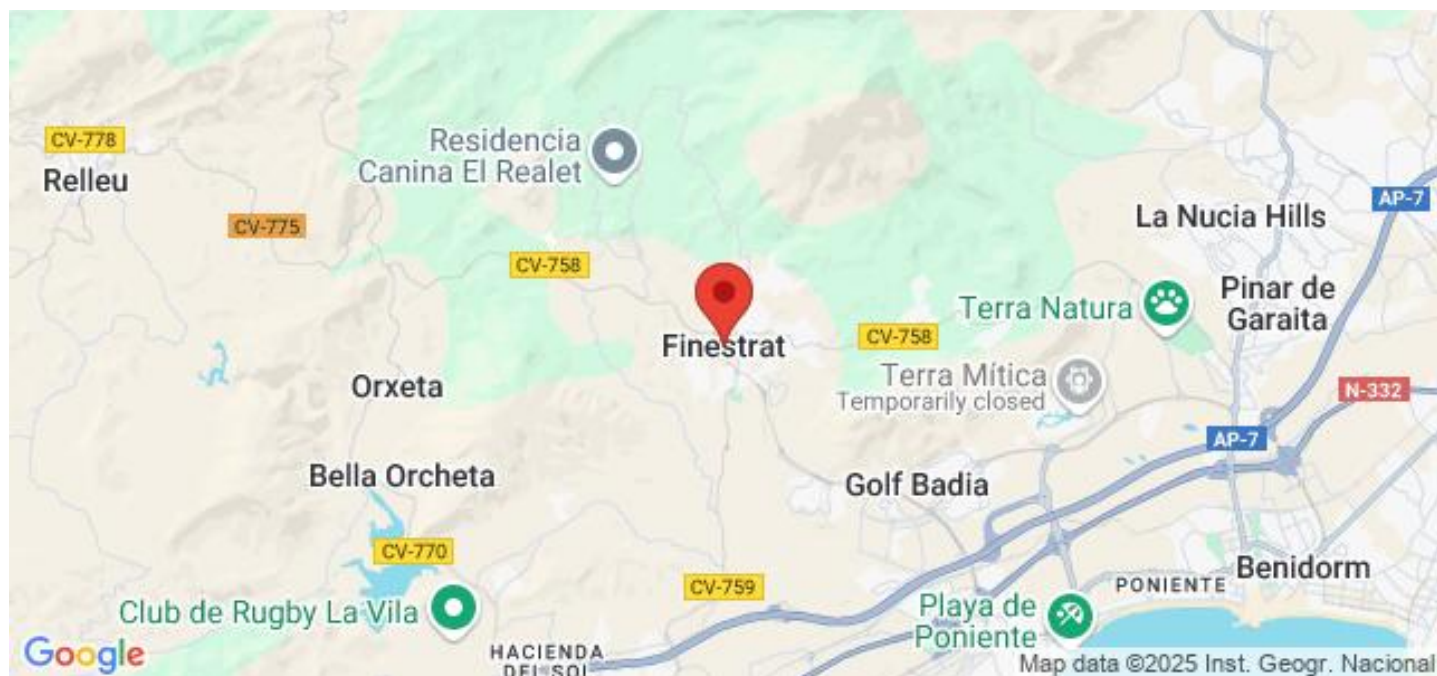 CV-778
Relleu
Residencia
Canina El Realet
CV-775
CV-758
AP-7
La Nucia Hills
Terra Natura
Pinar de
Garaita
Finestrat
CV-758
Terra Mítica
Temporarily closed
N-332
Orxeta
AP-7
Bella Orcheta
Golf Badia
CV-770
CV-759
Benidorm
PONIENTE
Club de Rugby La Vila
Playa de
Poniente
HACIENDA
DEL SOL
Google
Map data ©2025 Inst. Geogr. Nacional